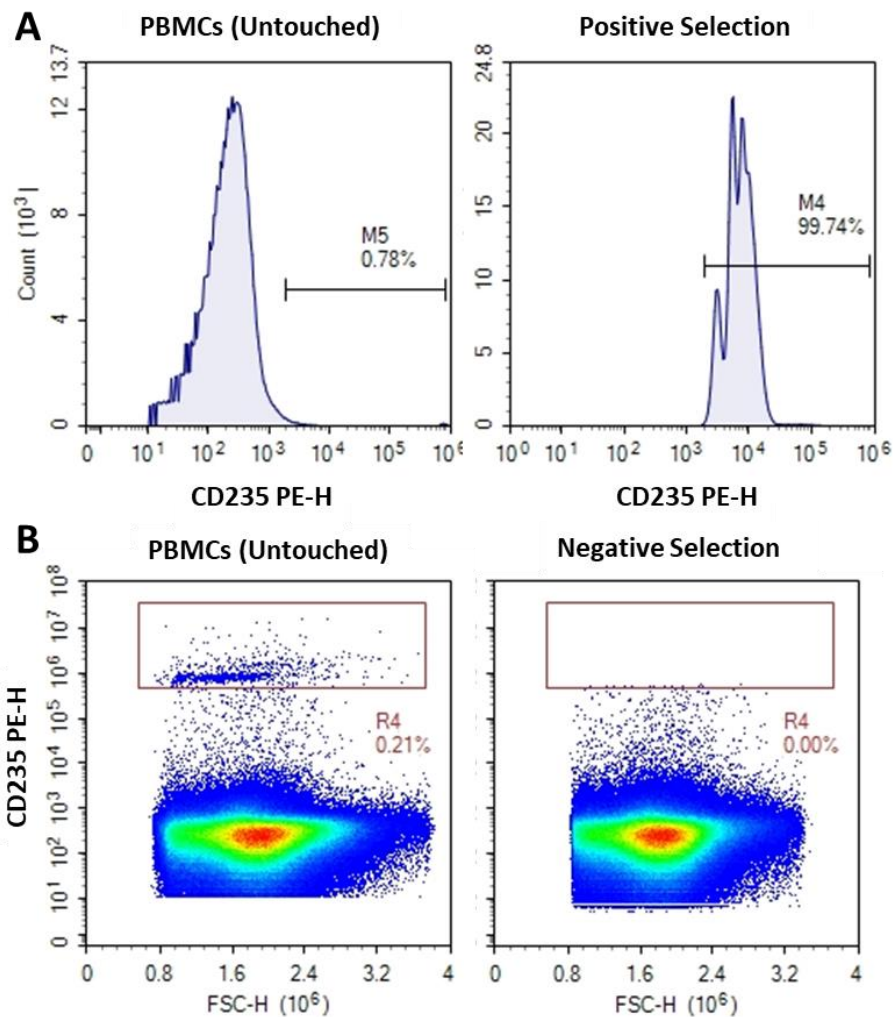 A
PBMCs (Untouched)
Positive Selection
13.7
12
8
4
0
Count [10³]
M5
0.78%
0 10¹ 10² 10³ 10⁴ 10⁵ 10⁶
CD235 PE-H
24.8
20
15
10
5
0
M4
99.74%
10⁰ 10¹ 10² 10³ 10⁴ 10⁵ 10⁶
CD235 PE-H
B
PBMCs (Untouched)
Negative Selection
CD235 PE-H
10⁸
10⁷
10⁶
10⁵
10⁴
10³
10²
10¹
0
R4
0.21%
0 0.8 1.6 2.4 3.2 4
FSC-H (10⁶)
R4
0.00%
0 0.8 1.6 2.4 3.2 4
FSC-H (10⁶)